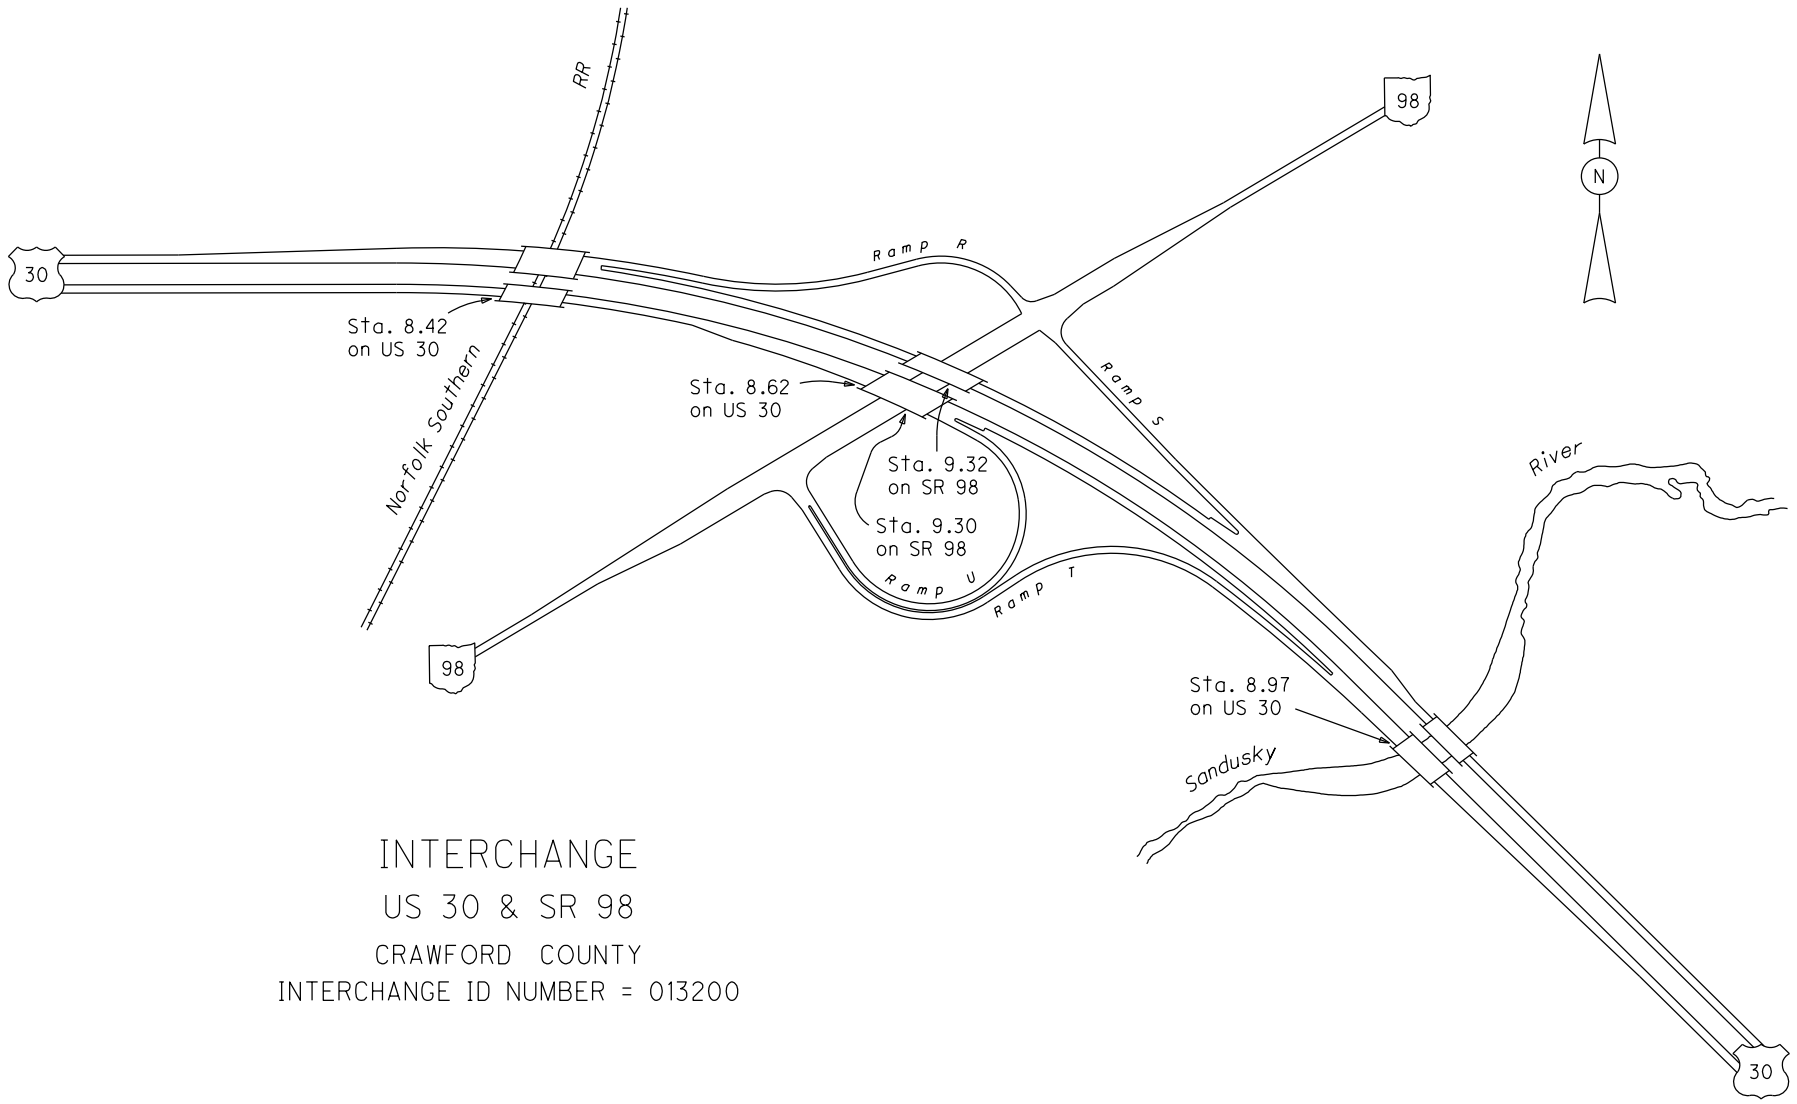 RR
98
N
Ramp R
30
Sta. 8.42
on US 30
Norfolk Southern
Sta. 8.62
on US 30
Ramp S
Sta. 9.32
on SR 98
Sta. 9.30
on SR 98
River
Ramp U
Ramp T
98
Sta. 8.97
on US 30
Sandusky
INTERCHANGE
US 30 & SR 98
CRAWFORD COUNTY
INTERCHANGE ID NUMBER = 013200
30